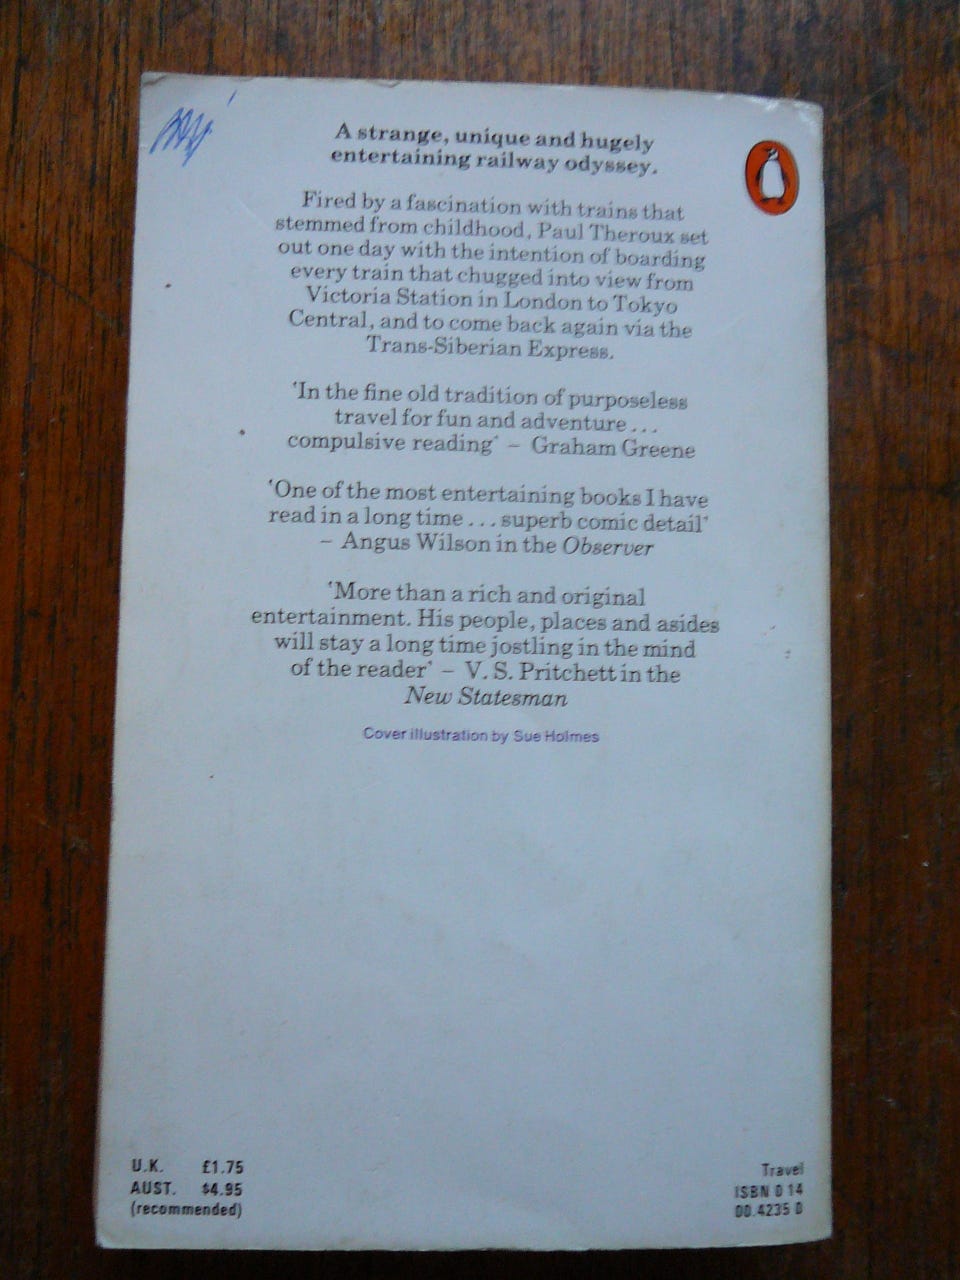 A strange, unique and hugely
entertaining railway odyssey.
Fired by a fascination with trains that
stemmed from childhood, Paul Theroux set
out one day with the intention of boarding
every train that chugged into view from
Victoria Station in London to Tokyo
Central, and to come back again via the
Trans-Siberian Express.
'In the fine old tradition of purposeless
travel for fun and adventure . . .
compulsive reading' – Graham Greene
'One of the most entertaining books I have
read in a long time . . . superb comic detail'
– Angus Wilson in the Observer
'More than a rich and original
entertainment. His people, places and asides
will stay a long time jostling in the mind
of the reader' – V. S. Pritchett in the
New Statesman
Cover illustration by Sue Holmes
U.K. £1.75
AUST. $4.95
(recommended)
Travel
ISBN 0 14
00.4235 0